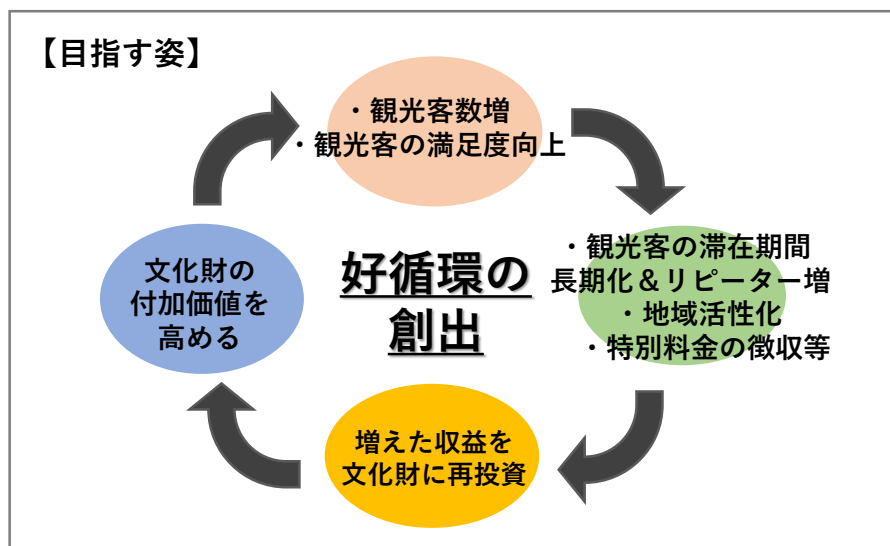 【目指す姿】
・観光客数増
・観光客の満足度向上
・観光客の滞在期間
長期化＆リピーター増
・地域活性化
・特別料金の徴収等
増えた収益を
文化財に再投資
文化財の
付加価値を
高める
好循環の
創出